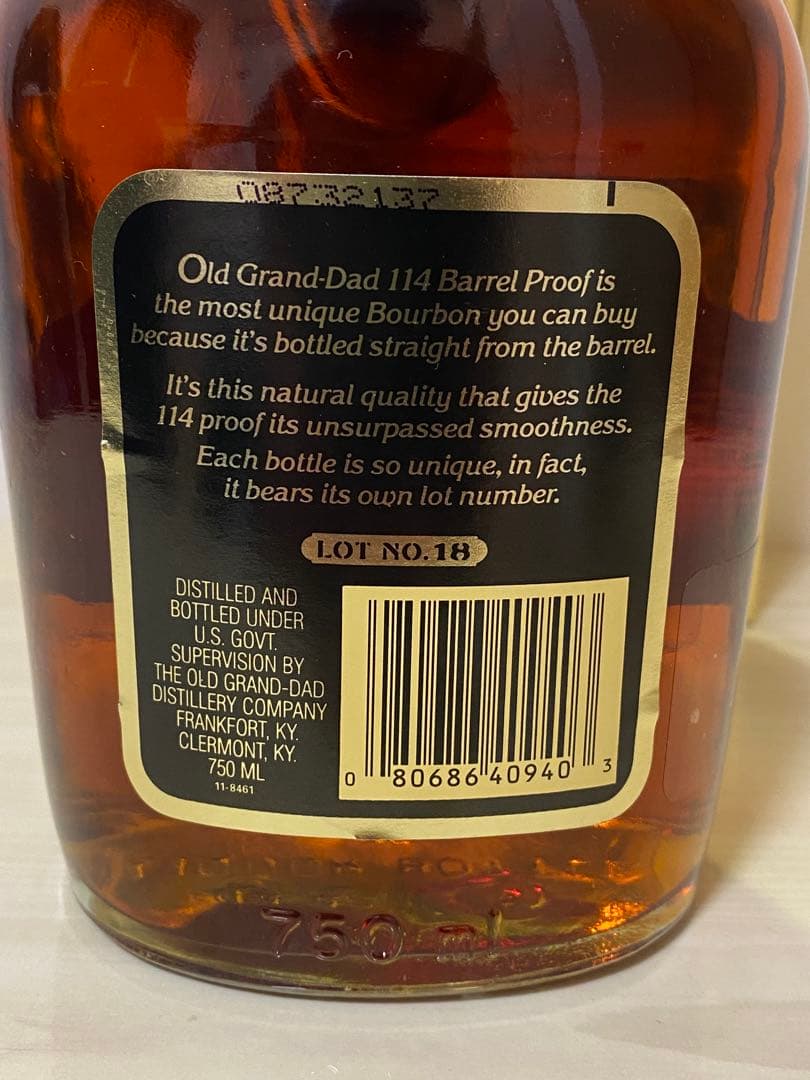 08732137
Old Grand-Dad 114 Barrel Proof is
the most unique Bourbon you can buy
because it's bottled straight from the barrel.
It's this natural quality that gives the
114 proof its unsurpassed smoothness.
Each bottle is so unique, in fact,
it bears its own lot number.
LOT NO. 18
DISTILLED AND
BOTTLED UNDER
U.S. GOVT.
SUPERVISION BY
THE OLD GRAND-DAD
DISTILLERY COMPANY
FRANKFORT, KY.
CLERMONT, KY.
750 ML
11-8461
0 80686 40940 3
750 ml